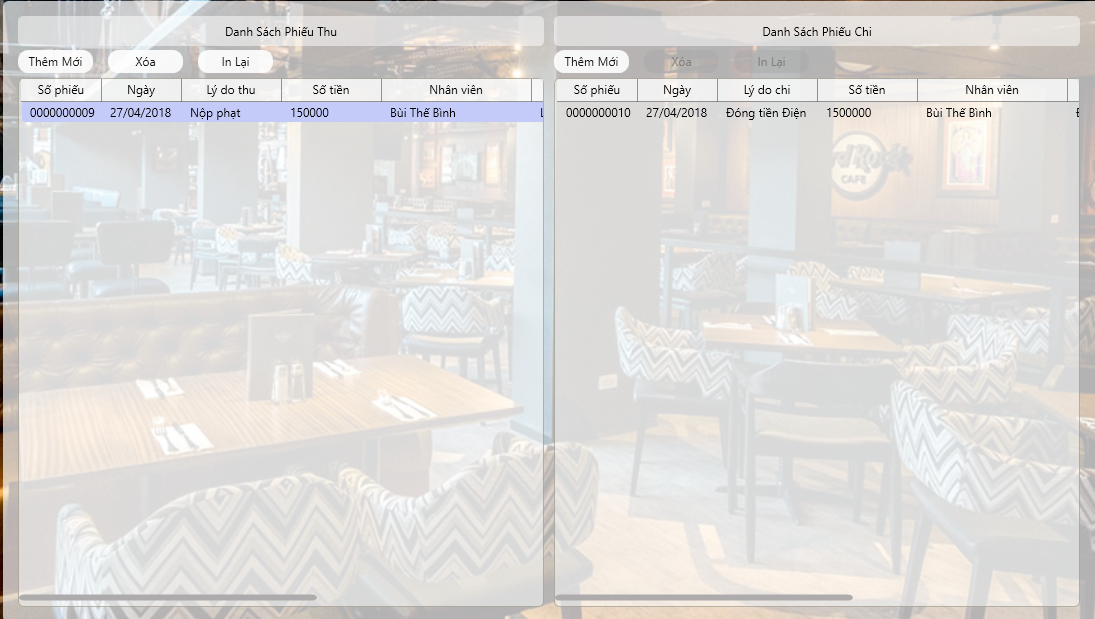 Danh Sách Phiếu Thu
Thêm Mới Xóa In Lại
Số phiếu Ngày Lý do thu Số tiền Nhân viên
0000000009 27/04/2018 Nộp phạt 150000 Bùi Thế Bình
Danh Sách Phiếu Chi
Thêm Mới Xóa In Lại
Số phiếu Ngày Lý do chi Số tiền Nhân viên
0000000010 27/04/2018 Đóng tiền Điện 1500000 Bùi Thế Bình
CAFE